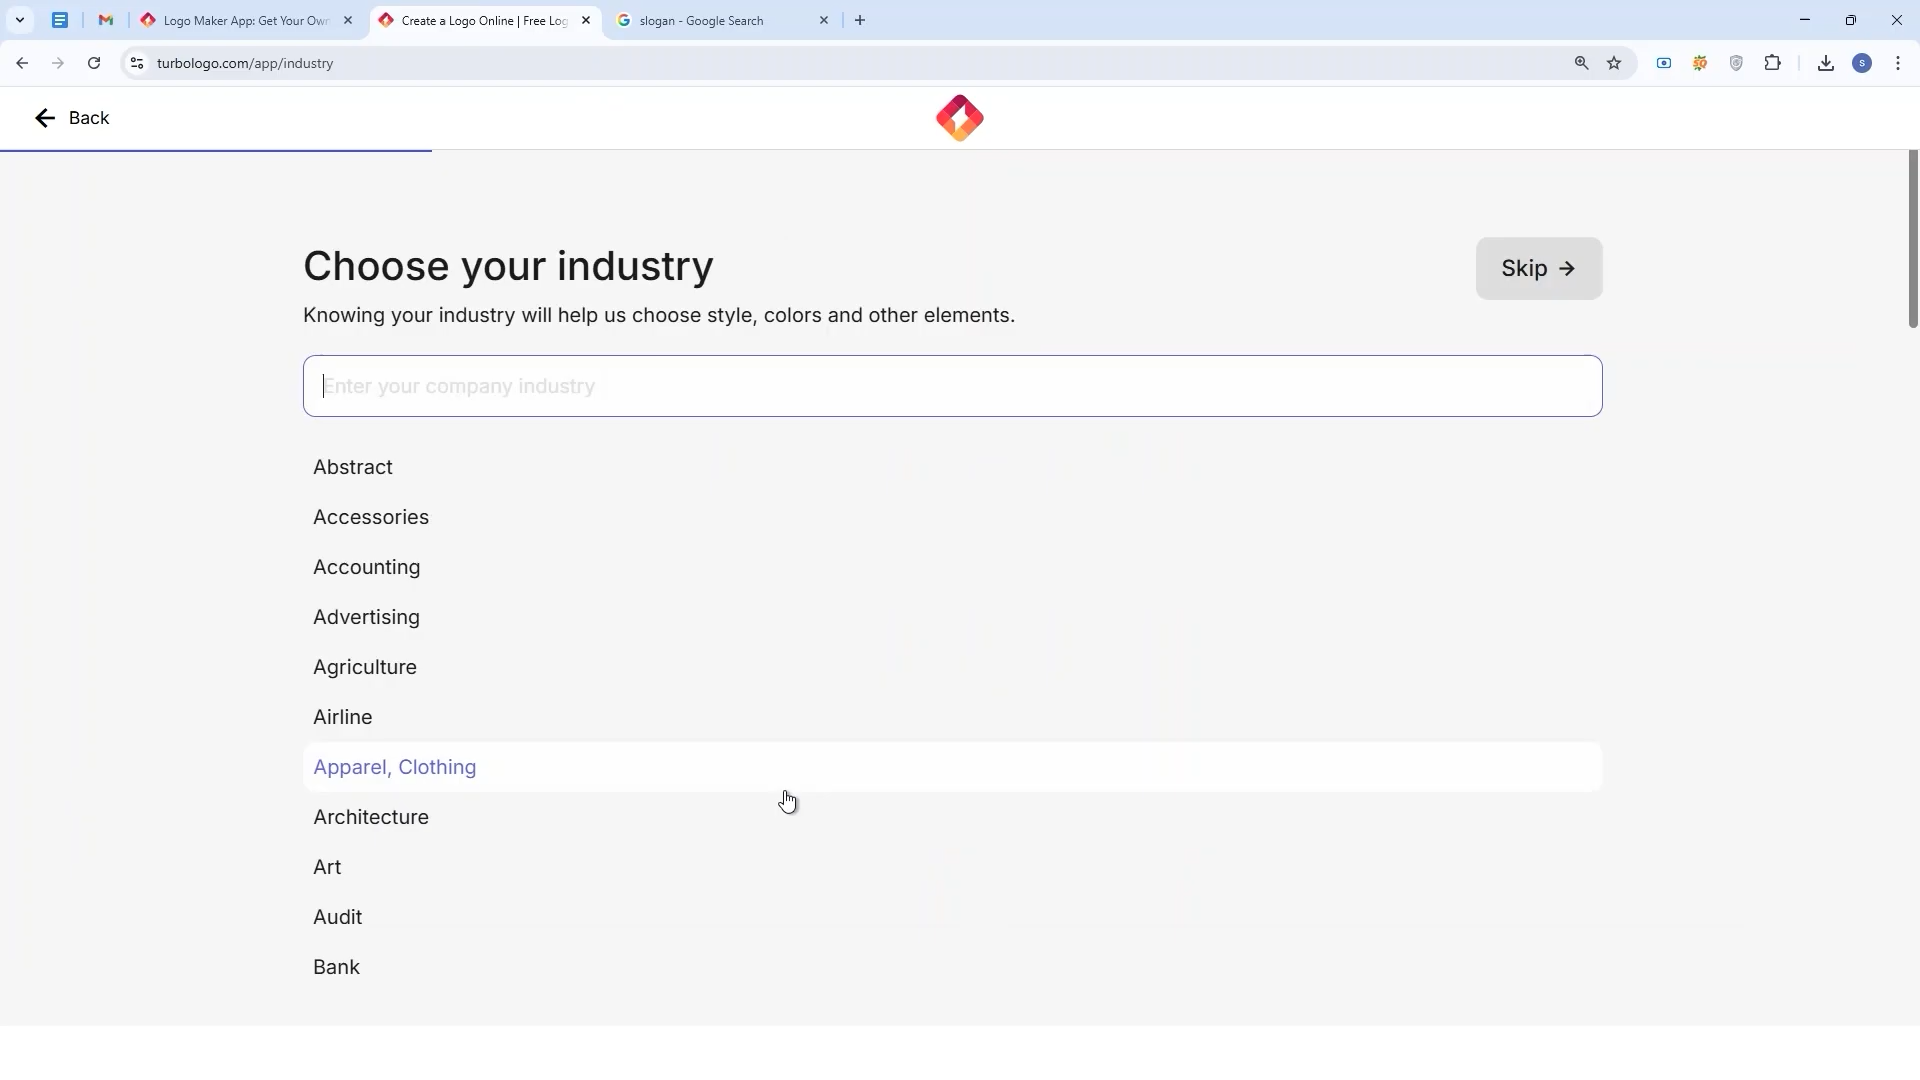 Logo Maker App: Get Your Own
Create a Logo Online | Free Log
slogan - Google Search
turbologo.com/app/industry
S
Back
Choose your industry
Skip
Knowing your industry will help us choose style, colors and other elements.
Enter your company industry
Abstract
Accessories
Accounting
Advertising
Agriculture
Airline
Apparel, Clothing
Architecture
Art
Audit
Bank